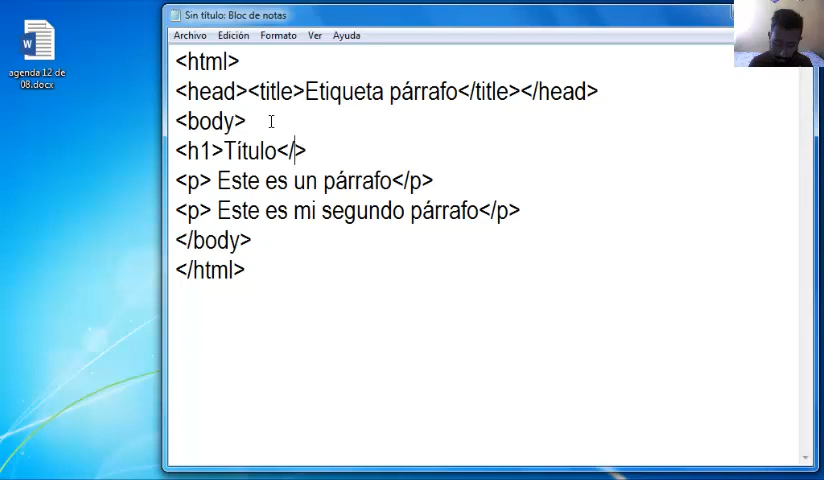 Sin título: Bloc de notas
Archivo Edición Formato Ver Ayuda
agenda 12 de
08.docx
<html>
<head><title>Etiqueta párrafo</title></head>
<body>
<h1>Título</>
<p> Este es un párrafo</p>
<p> Este es mi segundo párrafo</p>
</body>
</html>